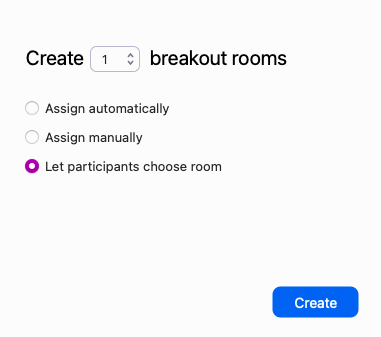 Create 1 breakout rooms
Assign automatically
Assign manually
Let participants choose room
Create